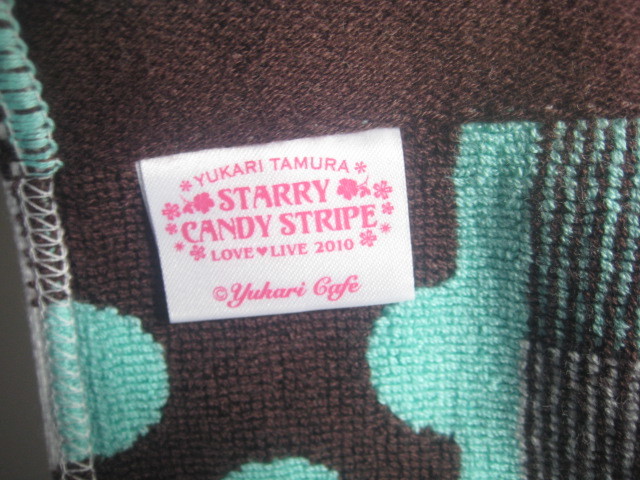 *YUKARI TAMURA*
STARRY
CANDY STRIPE
LOVE♥LIVE 2010
©Yukari Café